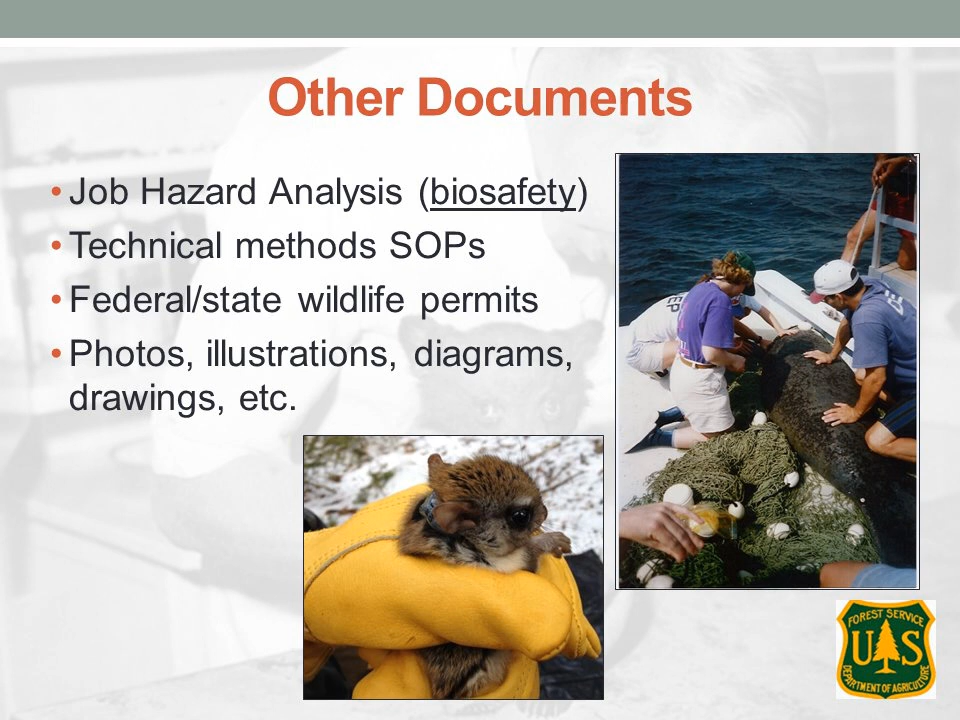 Other Documents
• Job Hazard Analysis (biosafety)
• Technical methods SOPs
• Federal/state wildlife permits
• Photos, illustrations, diagrams,
drawings, etc.
EP
FOREST SERVICE
U S
DEPARTMENT OF AGRICULTURE